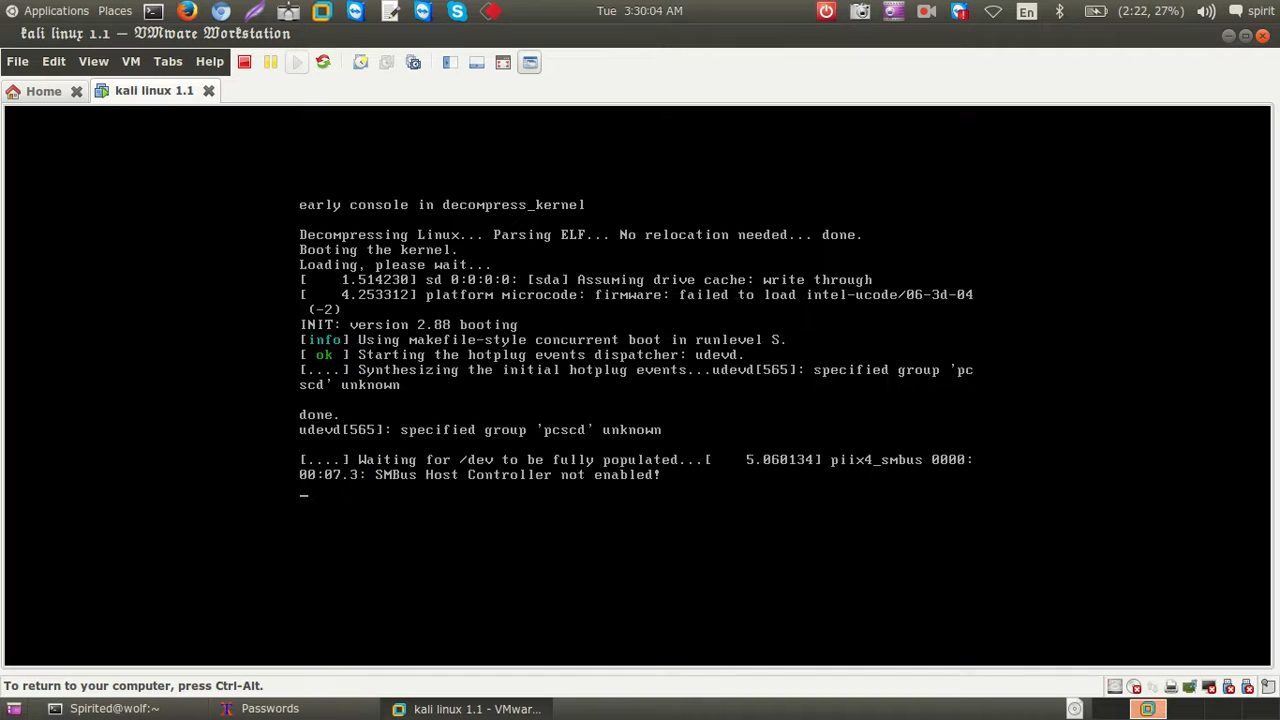 Applications Places Tue 3:30:04 AM En (2:22, 27%) spirit
kali linux 1.1 — VMware Workstation
File Edit View VM Tabs Help
Home kali linux 1.1
early console in decompress_kernel
Decompressing Linux... Parsing ELF... No relocation needed... done.
Booting the kernel.
Loading, please wait...
[    1.514230] sd 0:0:0:0: [sda] Assuming drive cache: write through
[    4.253312] platform microcode: firmware: failed to load intel-ucode/06-3d-04
(-2)
INIT: version 2.88 booting
[info] Using makefile-style concurrent boot in runlevel S.
[ ok ] Starting the hotplug events dispatcher: udevd.
[....] Synthesizing the initial hotplug events...udevd[565]: specified group 'pc
scd' unknown
done.
udevd[565]: specified group 'pcscd' unknown
[....] Waiting for /dev to be fully populated...[    5.060134] piix4_smbus 0000:
00:07.3: SMBus Host Controller not enabled!
_
To return to your computer, press Ctrl-Alt.
Spirited@wolf:~ Passwords kali linux 1.1 - VMwar...